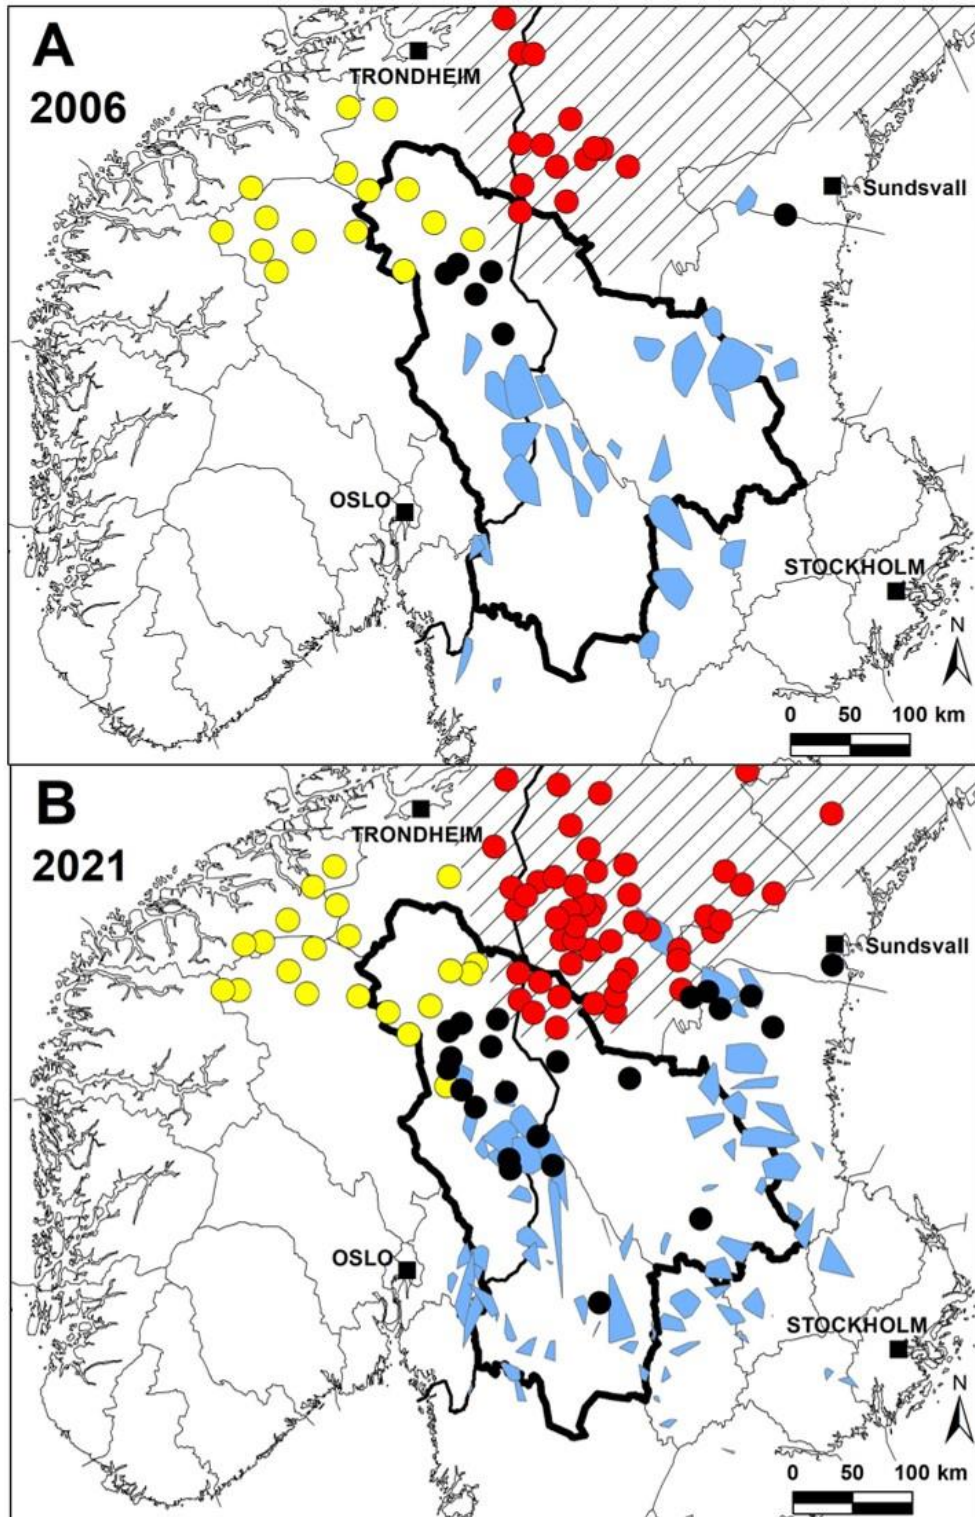 A
2006
TRONDHEIM
Sundsvall
OSLO
STOCKHOLM
N
0 50 100 km
B
2021
TRONDHEIM
Sundsvall
OSLO
STOCKHOLM
N
0 50 100 km